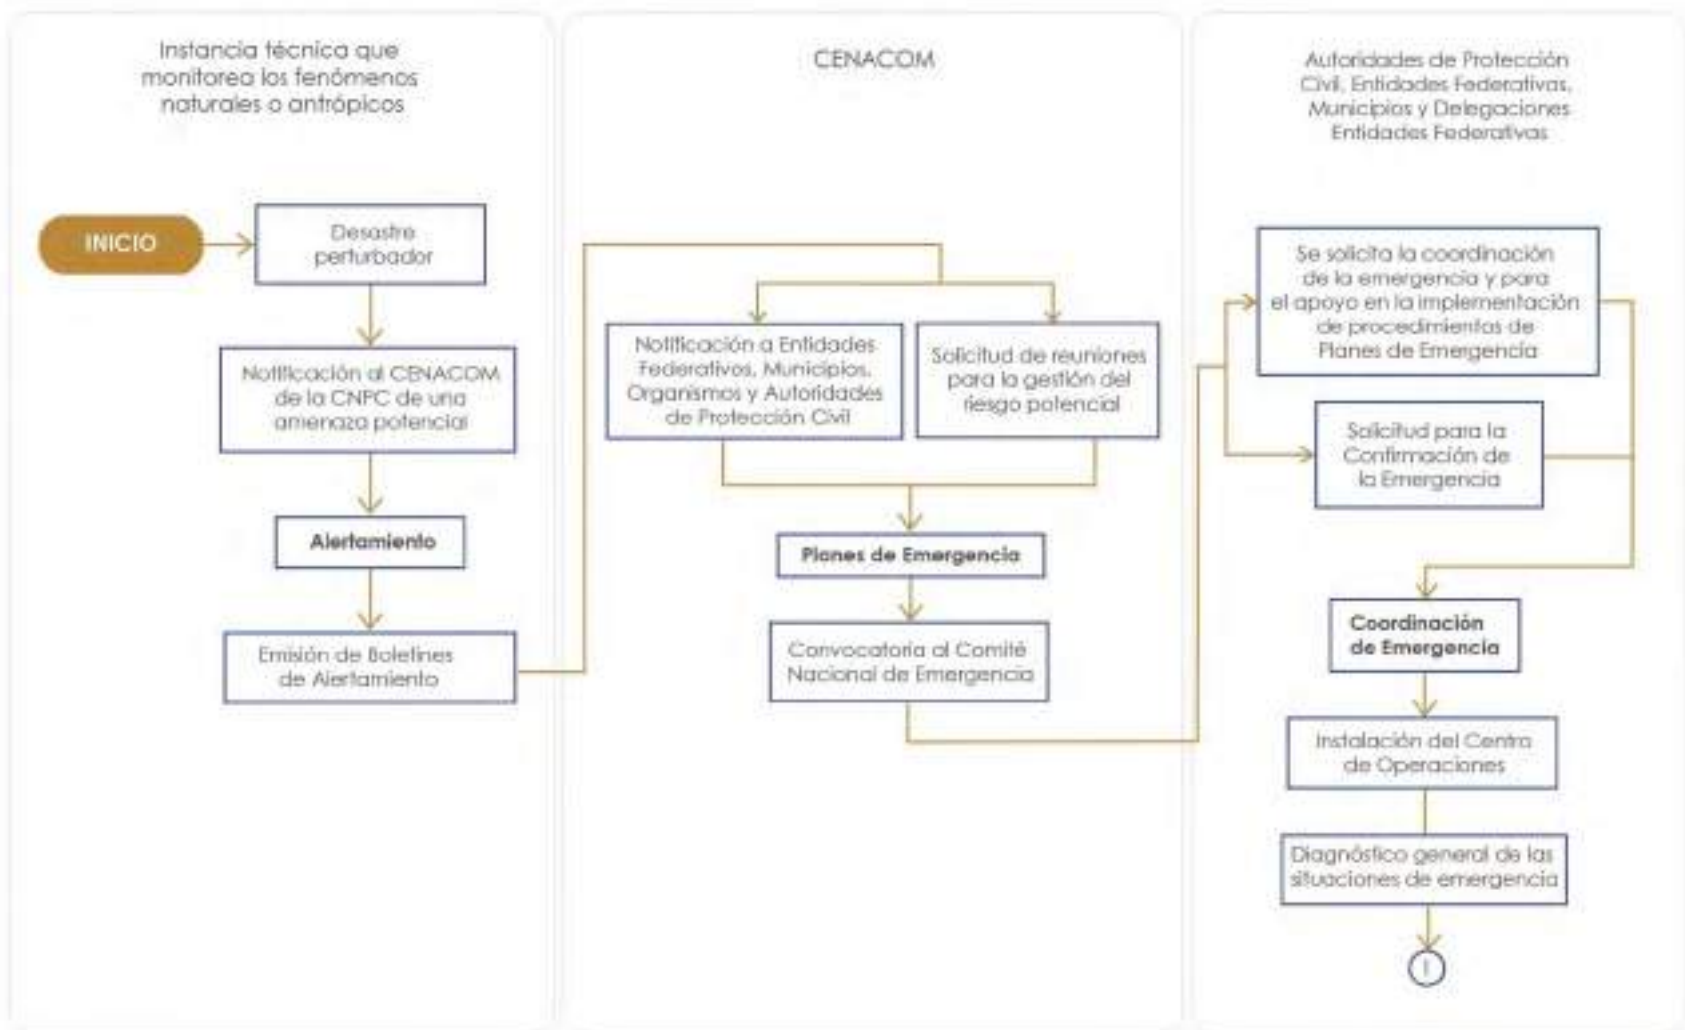 Instancia técnica que
monitorea los fenómenos
naturales o antrópicos
INICIO
Desastre
perturbador
Notificación al CENACOM
de la CNPC de una
amenaza potencial
Alertamiento
Emisión de Boletines
de Alertamiento
CENACOM
Notificación a Entidades
Federativos, Municipios,
Organismos y Autoridades
de Protección Civil
Solicitud de reuniones
para la gestión del
riesgo potencial
Planes de Emergencia
Convocatoria al Comité
Nacional de Emergencia
Autoridades de Protección
Civil, Entidades Federativas,
Municipios y Delegaciones
Entidades Federativas
Se solicita la coordinación
de la emergencia y para
el apoyo en la implementación
de procedimientos de
Planes de Emergencia
Solicitud para la
Confirmación de
la Emergencia
Coordinación
de Emergencia
Instalación del Centro
de Operaciones
Diagnóstico general de las
situaciones de emergencia
I